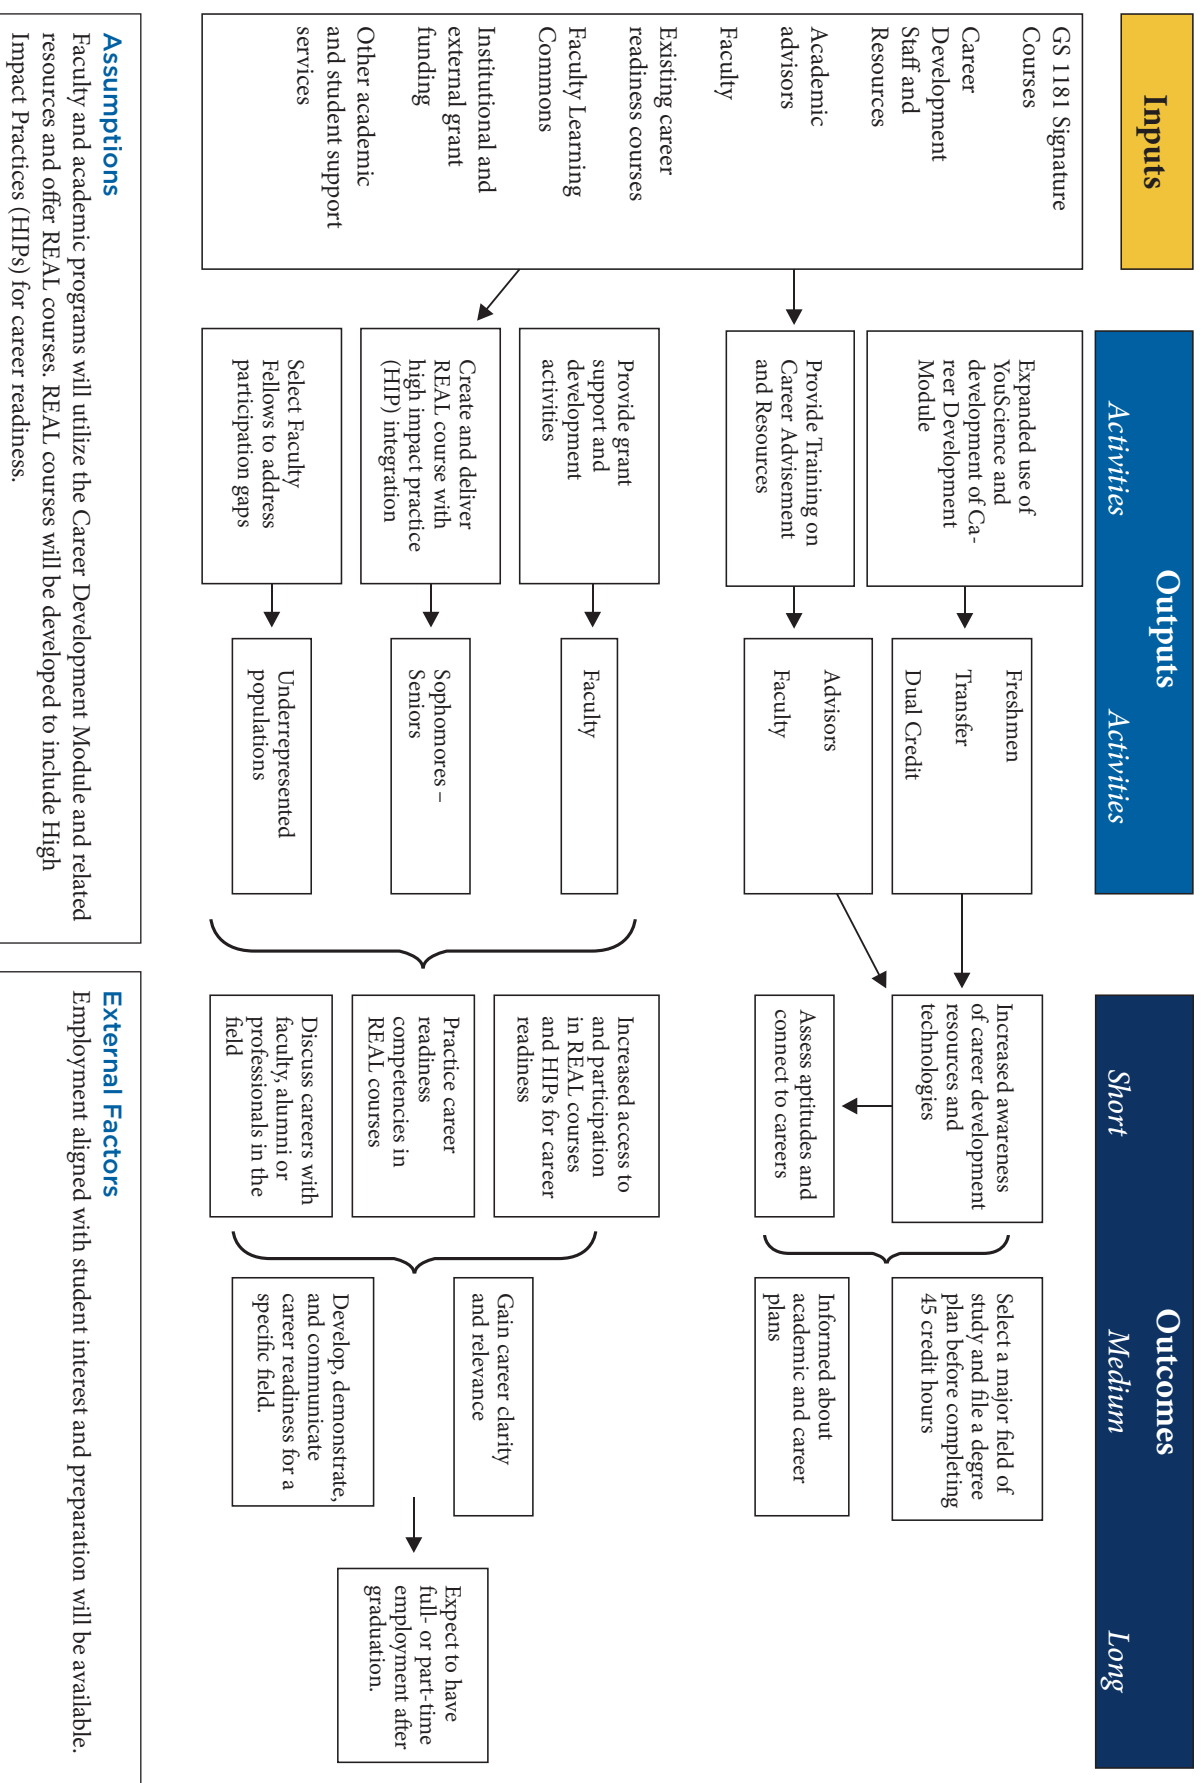 Inputs
Outputs
Activities
Activities
Outcomes
Short
Medium
Long
GS 1181 Signature
Courses
Career
Development
Staff and
Resources
Academic
advisors
Faculty
Existing career
readiness courses
Faculty Learning
Commons
Institutional and
external grant
funding
Other academic
and student support
services
Expanded use of
YouScience and
development of Ca-
reer Development
Module
Provide Training on
Career Advisement
and Resources
Provide grant
support and
development
activities
Create and deliver
REAL course with
high impact practice
(HIP) integration
Select Faculty
Fellows to address
participation gaps
Freshmen
Transfer
Dual Credit
Advisors
Faculty
Faculty
Sophomores –
Seniors
Underrepresented
populations
Increased awareness
of career development
resources and
technologies
Assess aptitudes and
connect to careers
Increased access to
and participation
in REAL courses
and HIPs for career
readiness
Practice career
readiness
competencies in
REAL courses
Discuss careers with
faculty, alumni or
professionals in the
field
Select a major field of
study and file a degree
plan before completing
45 credit hours
Informed about
academic and career
plans
Gain career clarity
and relevance
Develop, demonstrate,
and communicate
career readiness for a
specific field.
Expect to have
full- or part-time
employment after
graduation.
Assumptions
Faculty and academic programs will utilize the Career Development Module and related
resources and offer REAL courses. REAL courses will be developed to include High
Impact Practices (HIPs) for career readiness.
External Factors
Employment aligned with student interest and preparation will be available.